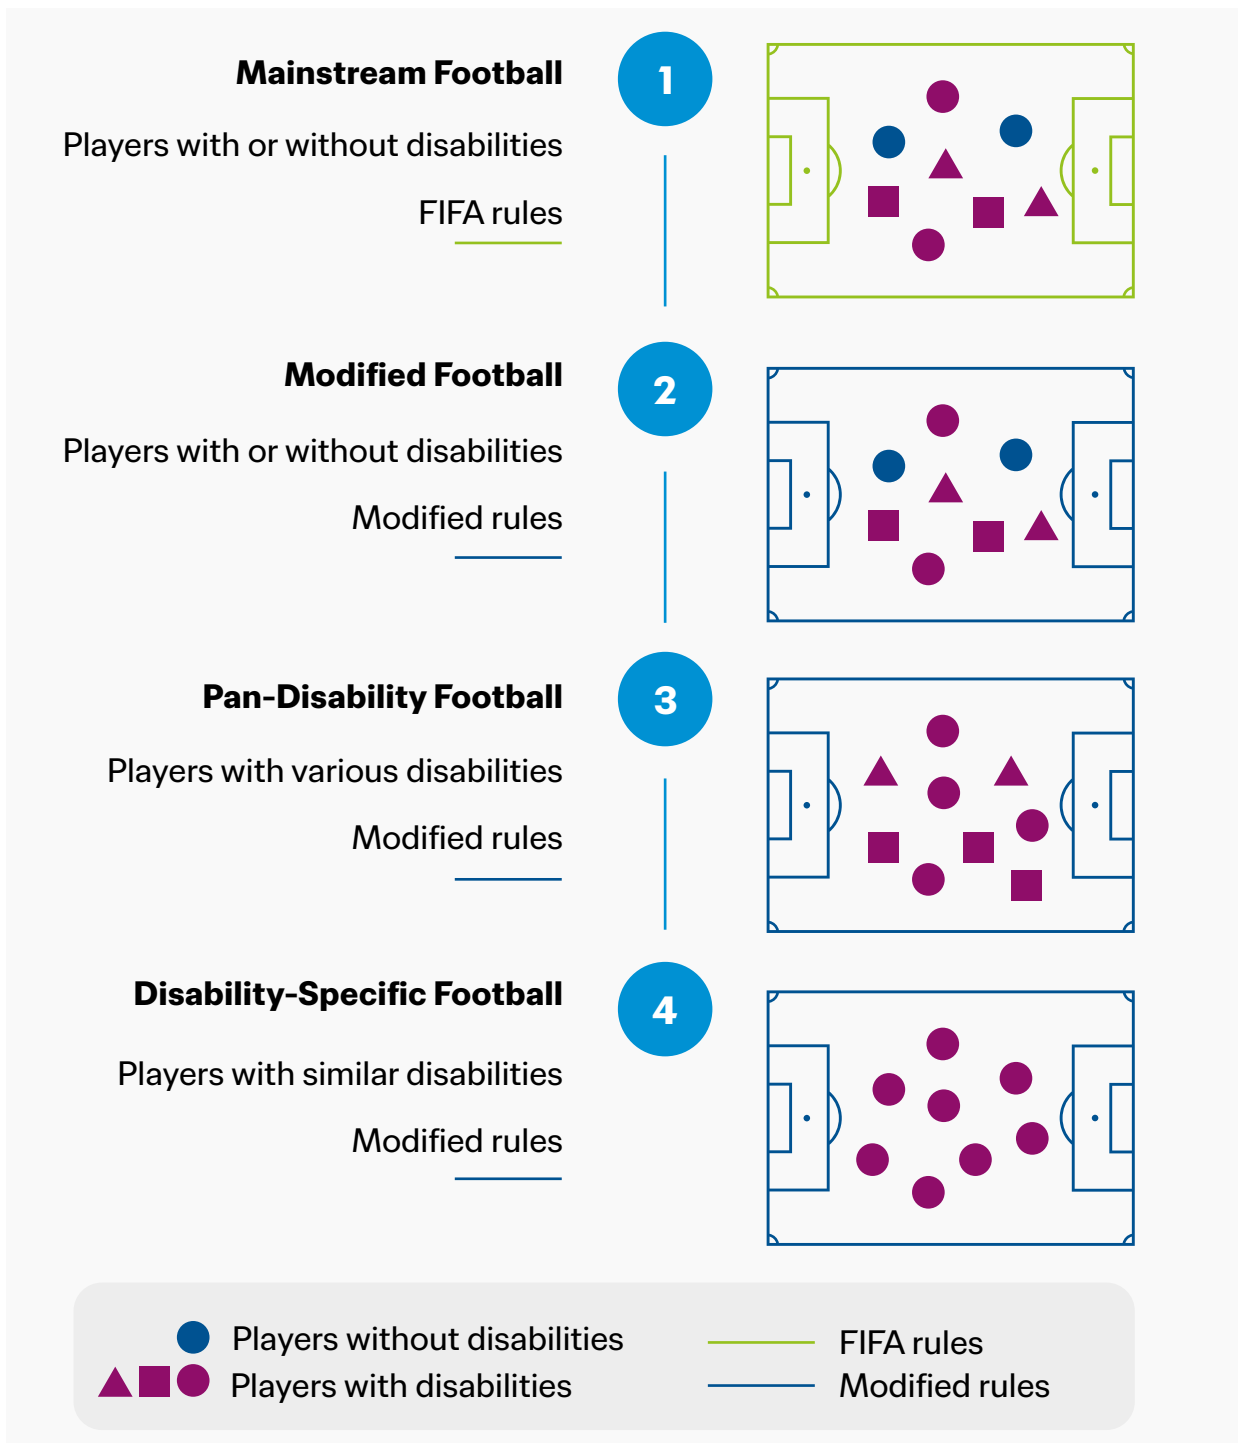 Mainstream Football
1
Players with or without disabilities
FIFA rules
Modified Football
2
Players with or without disabilities
Modified rules
Pan-Disability Football
3
Players with various disabilities
Modified rules
Disability-Specific Football
4
Players with similar disabilities
Modified rules
Players without disabilities
FIFA rules
Players with disabilities
Modified rules